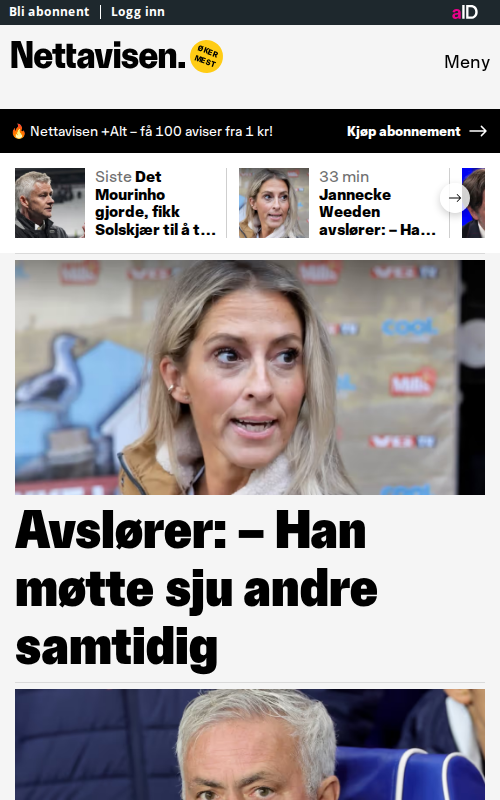 Bli abonnent | Logg inn
aID
Nettavisen.
ØKER
MEST
Meny
🔥 Nettavisen +Alt – få 100 aviser fra 1 kr!
Kjøp abonnement →
Siste Det
Mourinho
gjorde, fikk
Solskjær til å t...
33 min
Jannecke
Weeden
avslører: – Ha...
cool.
Avslører: – Han
møtte sju andre
samtidig